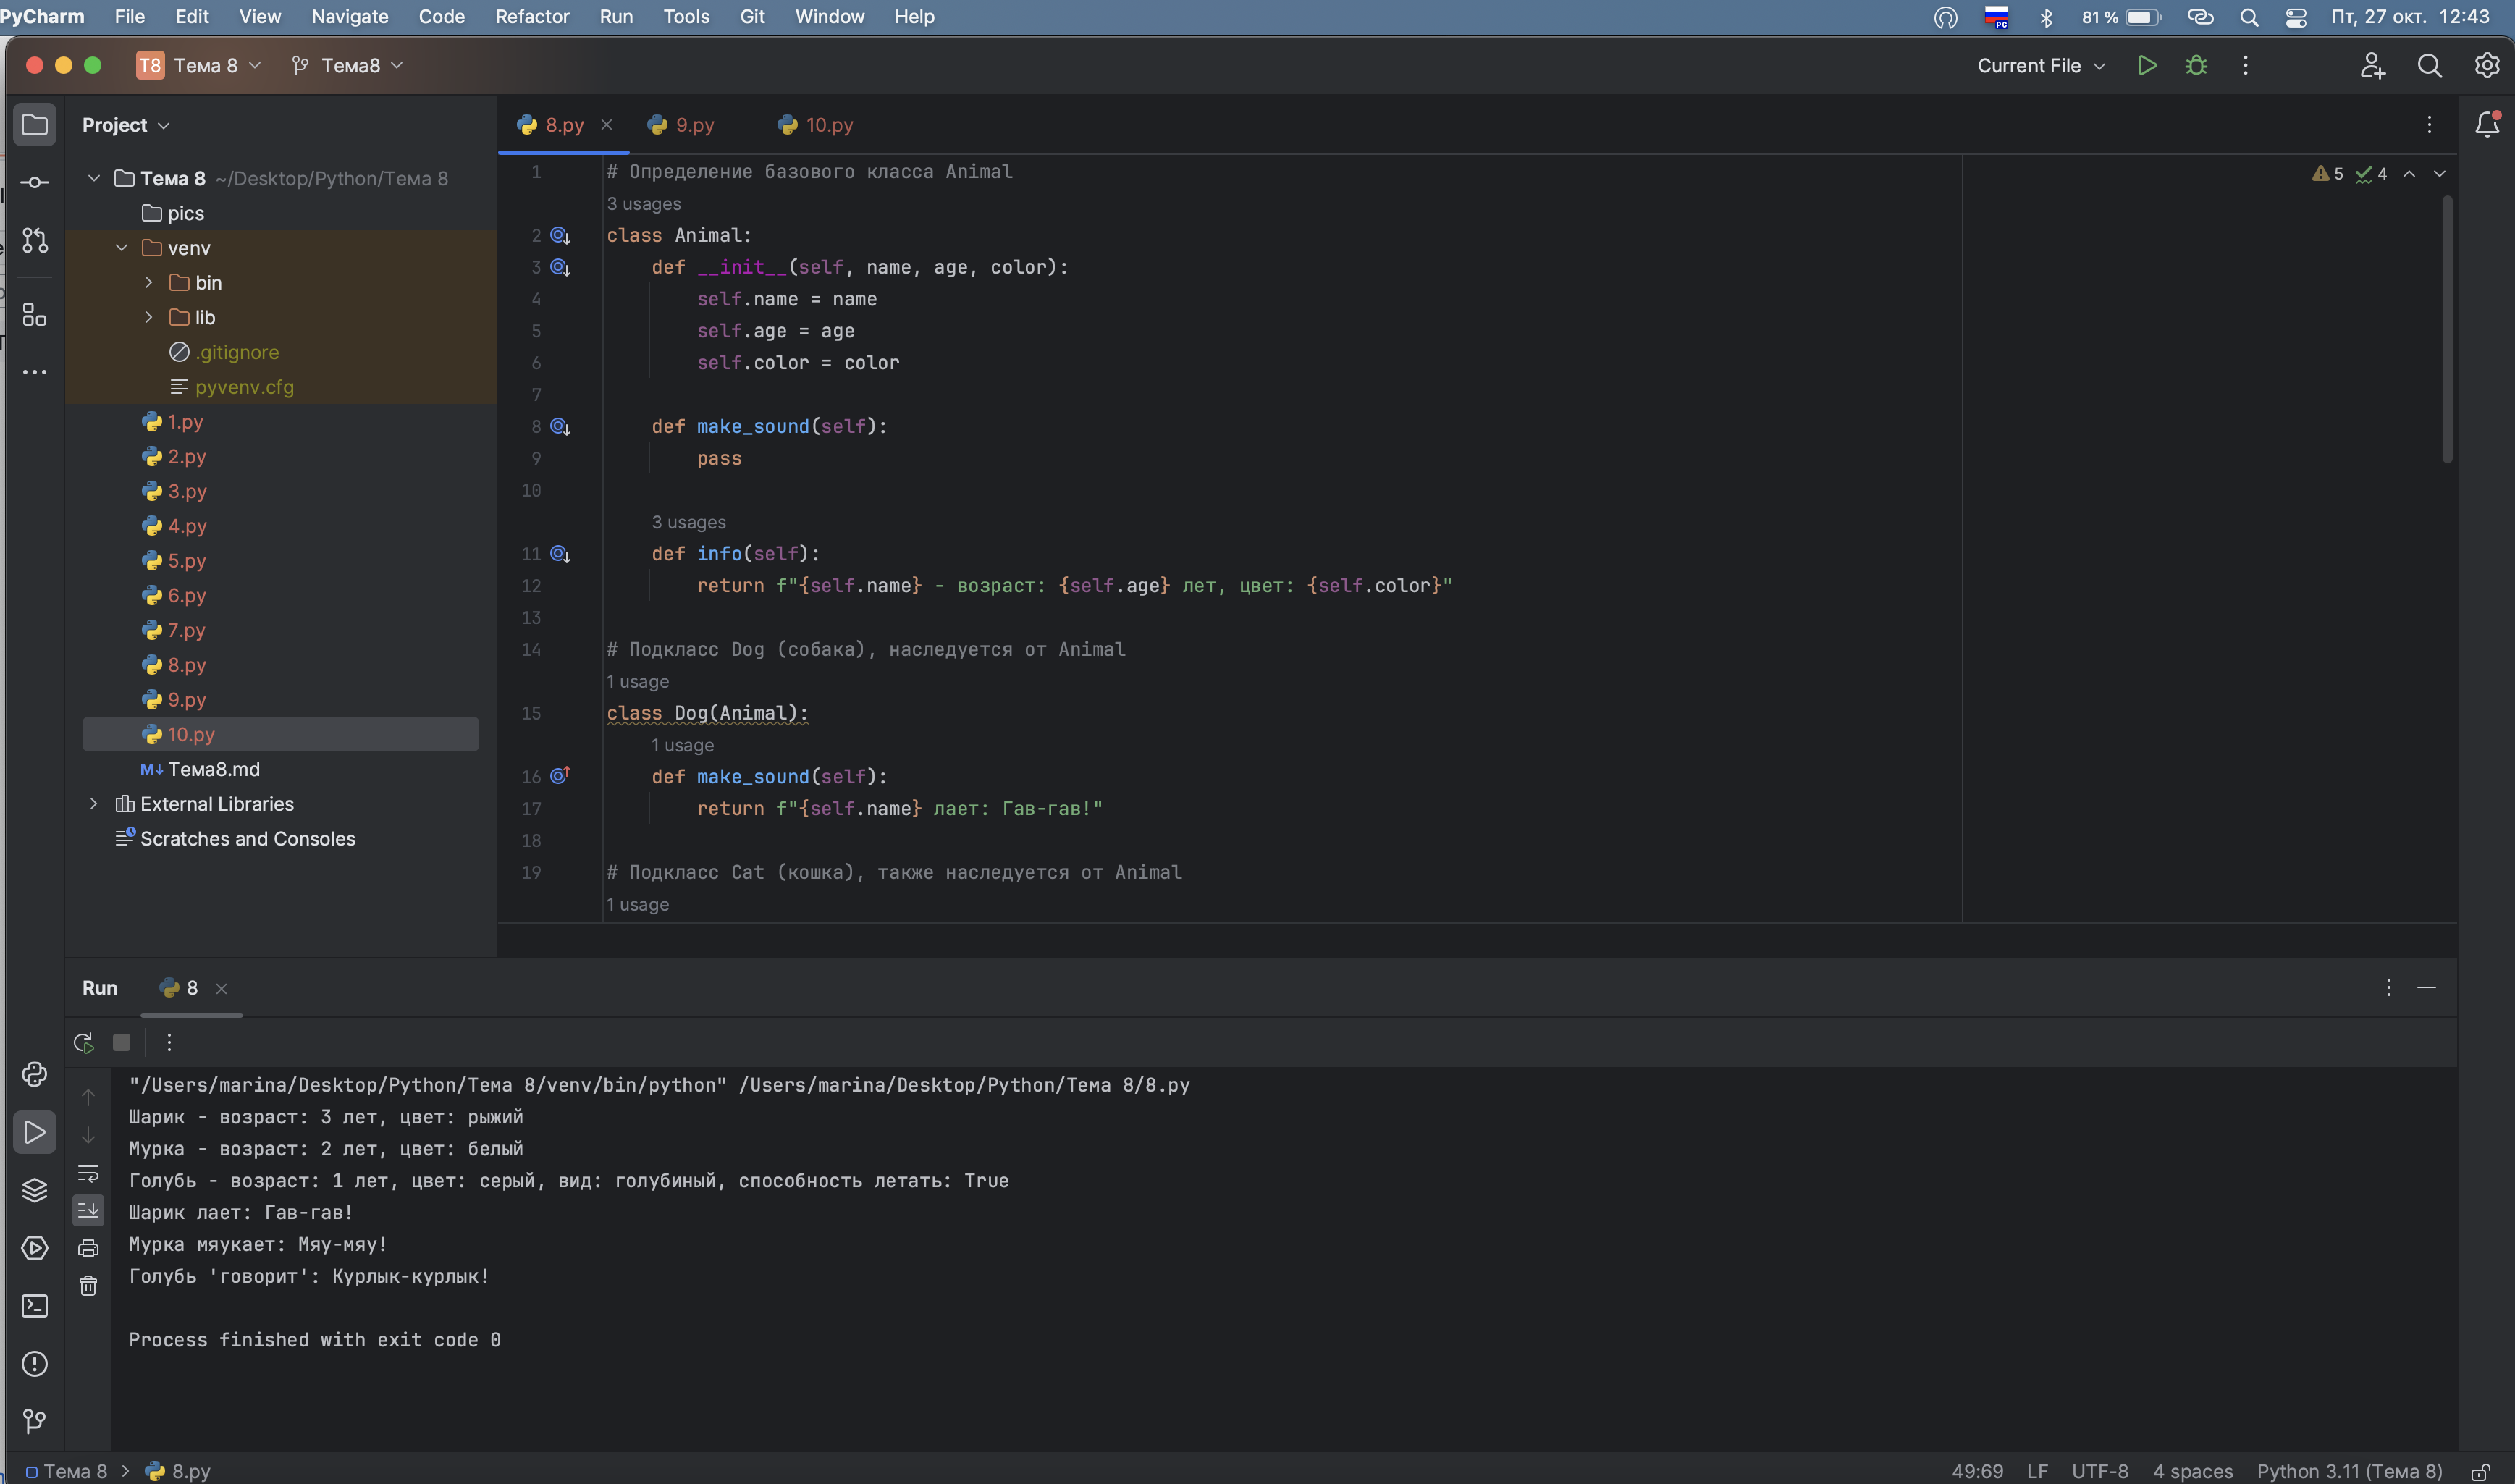 PyCharm File Edit View Navigate Code Refactor Run Tools Git Window Help РС 81 % Пт, 27 окт. 12:43
T8 Тема 8 Тема8 Current File
Project
Тема 8 ~/Desktop/Python/Тема 8
pics
venv
bin
lib
.gitignore
pyvenv.cfg
1.py
2.py
3.py
4.py
5.py
6.py
7.py
8.py
9.py
10.py
M↓ Тема8.md
External Libraries
Scratches and Consoles
8.py 9.py 10.py
5 4
1 # Определение базового класса Animal
3 usages
2 class Animal:
3 def __init__(self, name, age, color):
4 self.name = name
5 self.age = age
6 self.color = color
7
8 def make_sound(self):
9 pass
10
3 usages
11 def info(self):
12 return f"{self.name} - возраст: {self.age} лет, цвет: {self.color}"
13
14 # Подкласс Dog (собака), наследуется от Animal
1 usage
15 class Dog(Animal):
1 usage
16 def make_sound(self):
17 return f"{self.name} лает: Гав-гав!"
18
19 # Подкласс Cat (кошка), также наследуется от Animal
1 usage
Run 8
"/Users/marina/Desktop/Python/Тема 8/venv/bin/python" /Users/marina/Desktop/Python/Тема 8/8.py
Шарик - возраст: 3 лет, цвет: рыжий
Мурка - возраст: 2 лет, цвет: белый
Голубь - возраст: 1 лет, цвет: серый, вид: голубиный, способность летать: True
Шарик лает: Гав-гав!
Мурка мяукает: Мяу-мяу!
Голубь 'говорит': Курлык-курлык!
Process finished with exit code 0
Тема 8 8.py 49:69 LF UTF-8 4 spaces Python 3.11 (Тема 8)